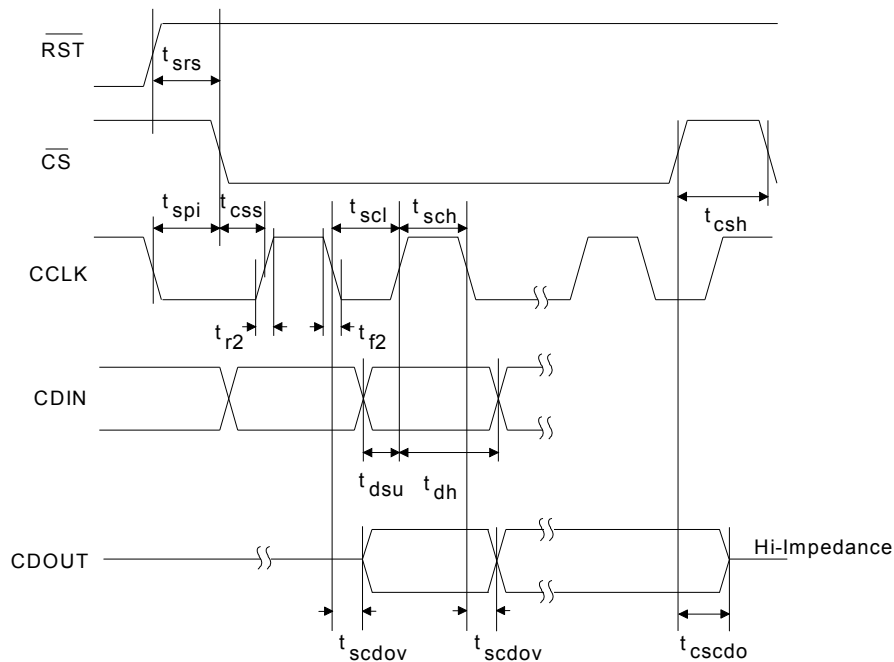 RST
t srs
CS
t spi
t css
t scl
t sch
t csh
CCLK
t r2
t f2
CDIN
t dsu
t dh
CDOUT
Hi-Impedance
t scdov
t scdov
t cscdo